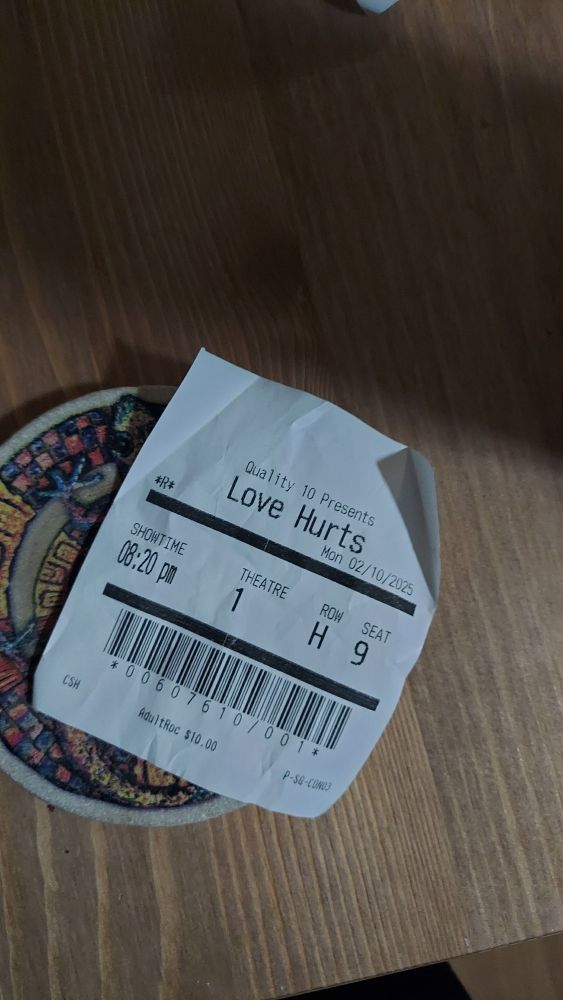 Quality 10 Presents
*R*
Love Hurts
Mon 02/10/2025
SHOWTIME THEATRE ROW SEAT
08:20 pm 1 H 9
*00607610/001*
CSH
AdultRoc $10.00
P-SG-CON03